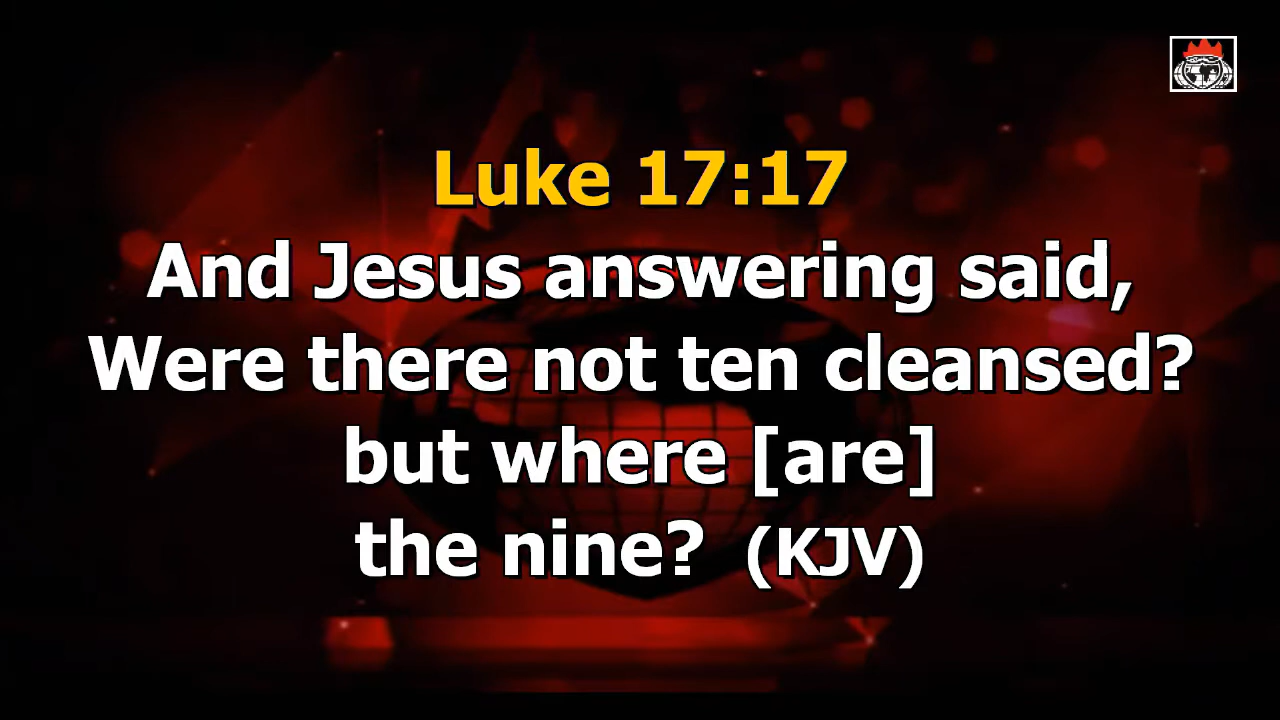 Luke 17:17
And Jesus answering said,
Were there not ten cleansed?
but where [are]
the nine? (KJV)